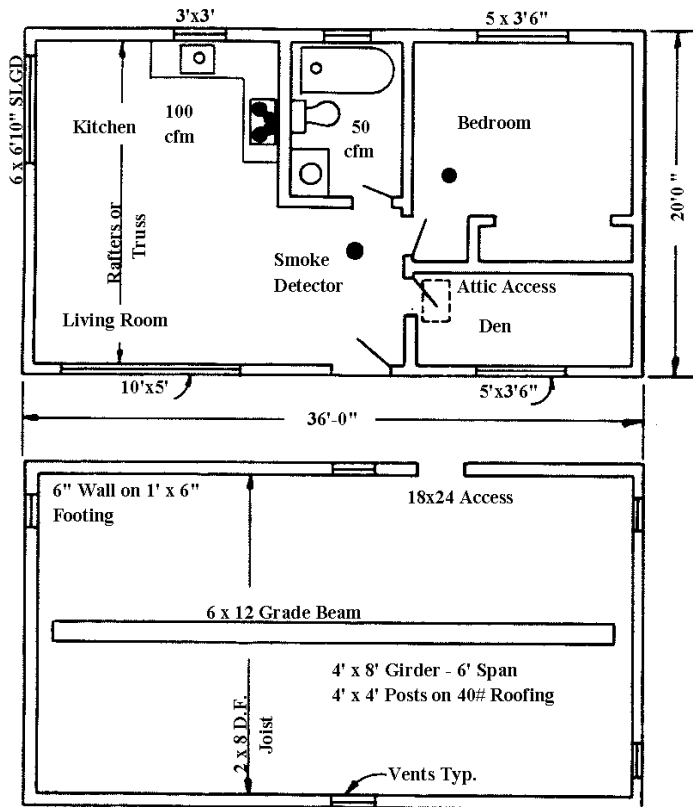 3'x3'
5 x 3'6"
6 x 6'10" SLGD
Kitchen
100
cfm
50
cfm
Bedroom
20'0 "
Rafters or
Truss
Smoke
Detector
Attic Access
Den
Living Room
10'x5'
5'x3'6"
36'-0"
6" Wall on 1' x 6"
Footing
18x24 Access
6 x 12 Grade Beam
4' x 8' Girder - 6' Span
4' x 4' Posts on 40# Roofing
2 x 8 D.F.
Joist
Vents Typ.